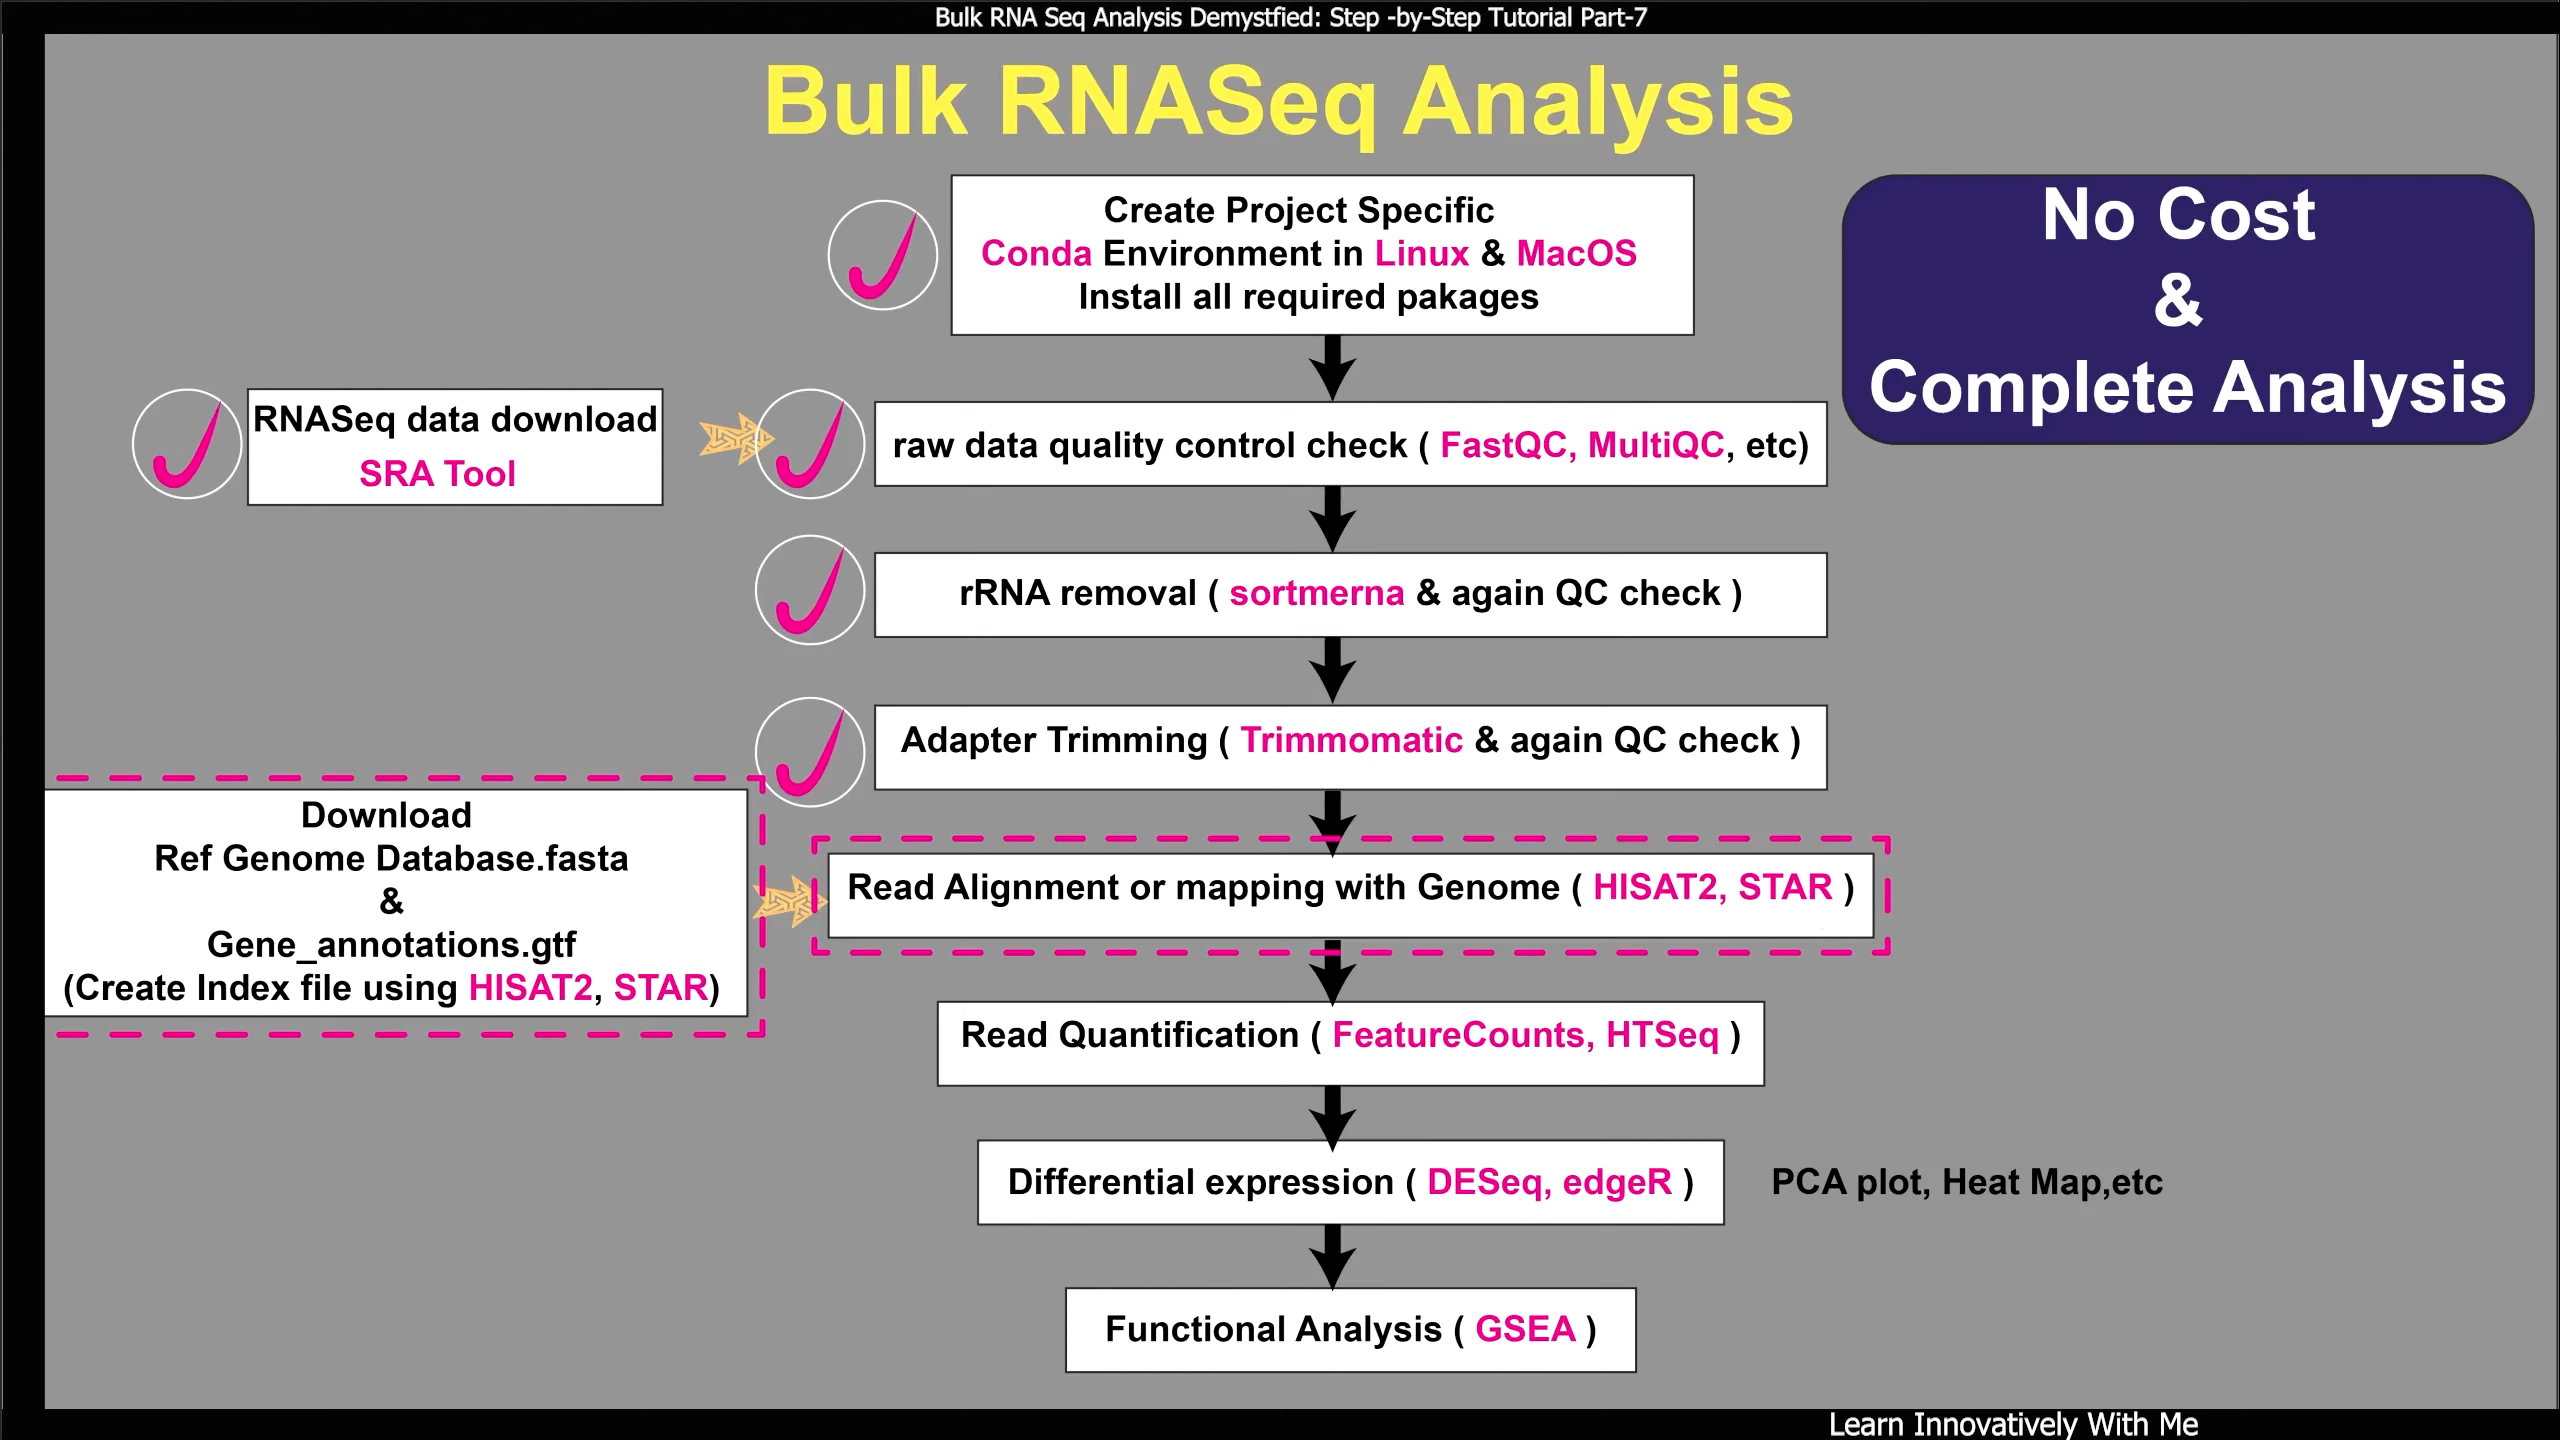 Bulk RNA Seq Analysis Demystfied: Step -by-Step Tutorial Part-7
Bulk RNASeq Analysis
Create Project Specific
Conda Environment in Linux & MacOS
Install all required pakages
No Cost
&
Complete Analysis
RNASeq data download
SRA Tool
raw data quality control check ( FastQC, MultiQC, etc)
rRNA removal ( sortmerna & again QC check )
Adapter Trimming ( Trimmomatic & again QC check )
Download
Ref Genome Database.fasta
&
Gene_annotations.gtf
(Create Index file using HISAT2, STAR)
Read Alignment or mapping with Genome ( HISAT2, STAR )
Read Quantification ( FeatureCounts, HTSeq )
Differential expression ( DESeq, edgeR )
PCA plot, Heat Map,etc
Functional Analysis ( GSEA )
Learn Innovatively With Me